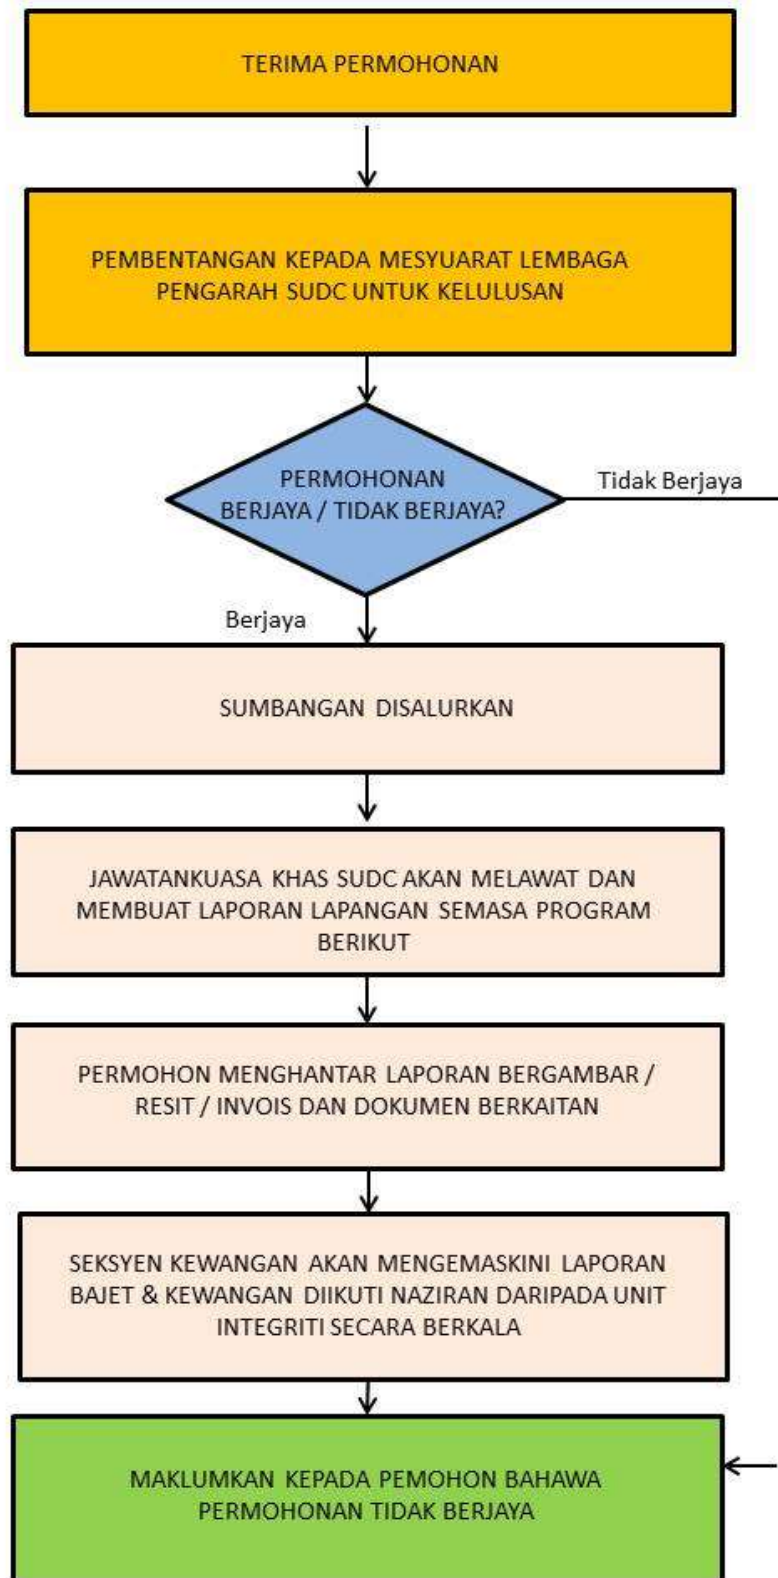 TERIMA PERMOHONAN
PEMBENTANGAN KEPADA MESYUARAT LEMBAGA
PENGARAH SUDC UNTUK KELULUSAN
PERMOHONAN
BERJAYA / TIDAK BERJAYA?
Tidak Berjaya
Berjaya
SUMBANGAN DISALURKAN
JAWATANKUASA KHAS SUDC AKAN MELAWAT DAN
MEMBUAT LAPORAN LAPANGAN SEMASA PROGRAM
BERIKUT
PERMOHON MENGHANTAR LAPORAN BERGAMBAR /
RESIT / INVOIS DAN DOKUMEN BERKAITAN
SEKSYEN KEWANGAN AKAN MENGEMASKINI LAPORAN
BAJET & KEWANGAN DIIKUTI NAZIRAN DARIPADA UNIT
INTEGRITI SECARA BERKALA
MAKLUMKAN KEPADA PEMOHON BAHAWA
PERMOHONAN TIDAK BERJAYA